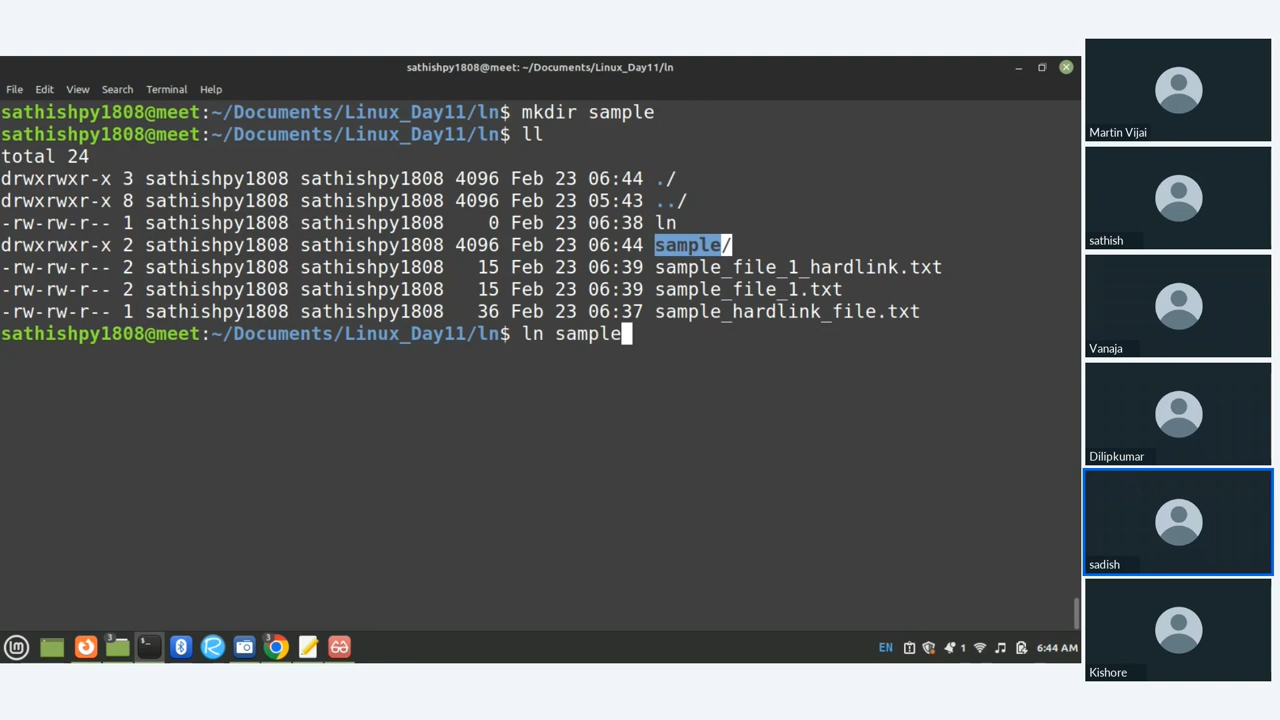 sathishpy1808@meet: ~/Documents/Linux_Day11/ln
File Edit View Search Terminal Help
sathishpy1808@meet:~/Documents/Linux_Day11/ln$ mkdir sample
sathishpy1808@meet:~/Documents/Linux_Day11/ln$ ll
total 24
drwxrwxr-x 3 sathishpy1808 sathishpy1808 4096 Feb 23 06:44 ./
drwxrwxr-x 8 sathishpy1808 sathishpy1808 4096 Feb 23 05:43 ../
-rw-rw-r-- 1 sathishpy1808 sathishpy1808    0 Feb 23 06:38 ln
drwxrwxr-x 2 sathishpy1808 sathishpy1808 4096 Feb 23 06:44 sample/
-rw-rw-r-- 2 sathishpy1808 sathishpy1808   15 Feb 23 06:39 sample_file_1_hardlink.txt
-rw-rw-r-- 2 sathishpy1808 sathishpy1808   15 Feb 23 06:39 sample_file_1.txt
-rw-rw-r-- 1 sathishpy1808 sathishpy1808   36 Feb 23 06:37 sample_hardlink_file.txt
sathishpy1808@meet:~/Documents/Linux_Day11/ln$ ln sample
3 3 EN 1 6:44 AM
Martin Vijai
sathish
Vanaja
Dilipkumar
sadish
Kishore